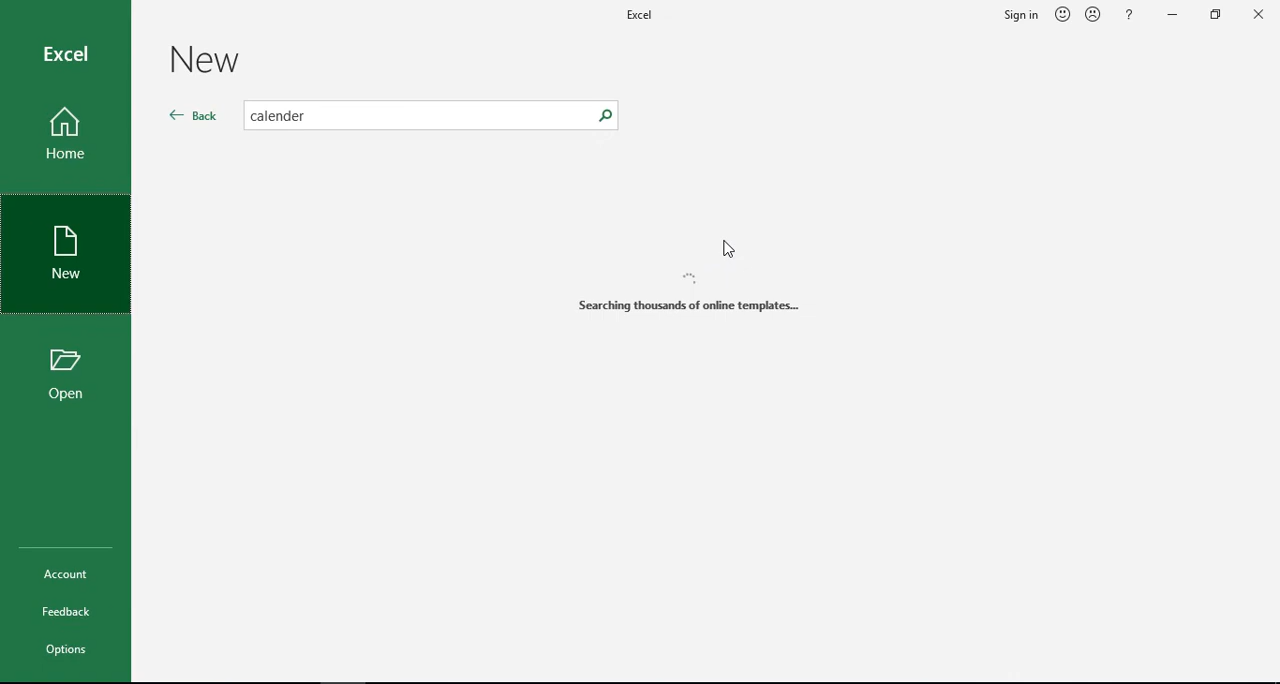 Excel
Sign in
?
Excel
New
Back
calender
Home
New
Searching thousands of online templates...
Open
Account
Feedback
Options